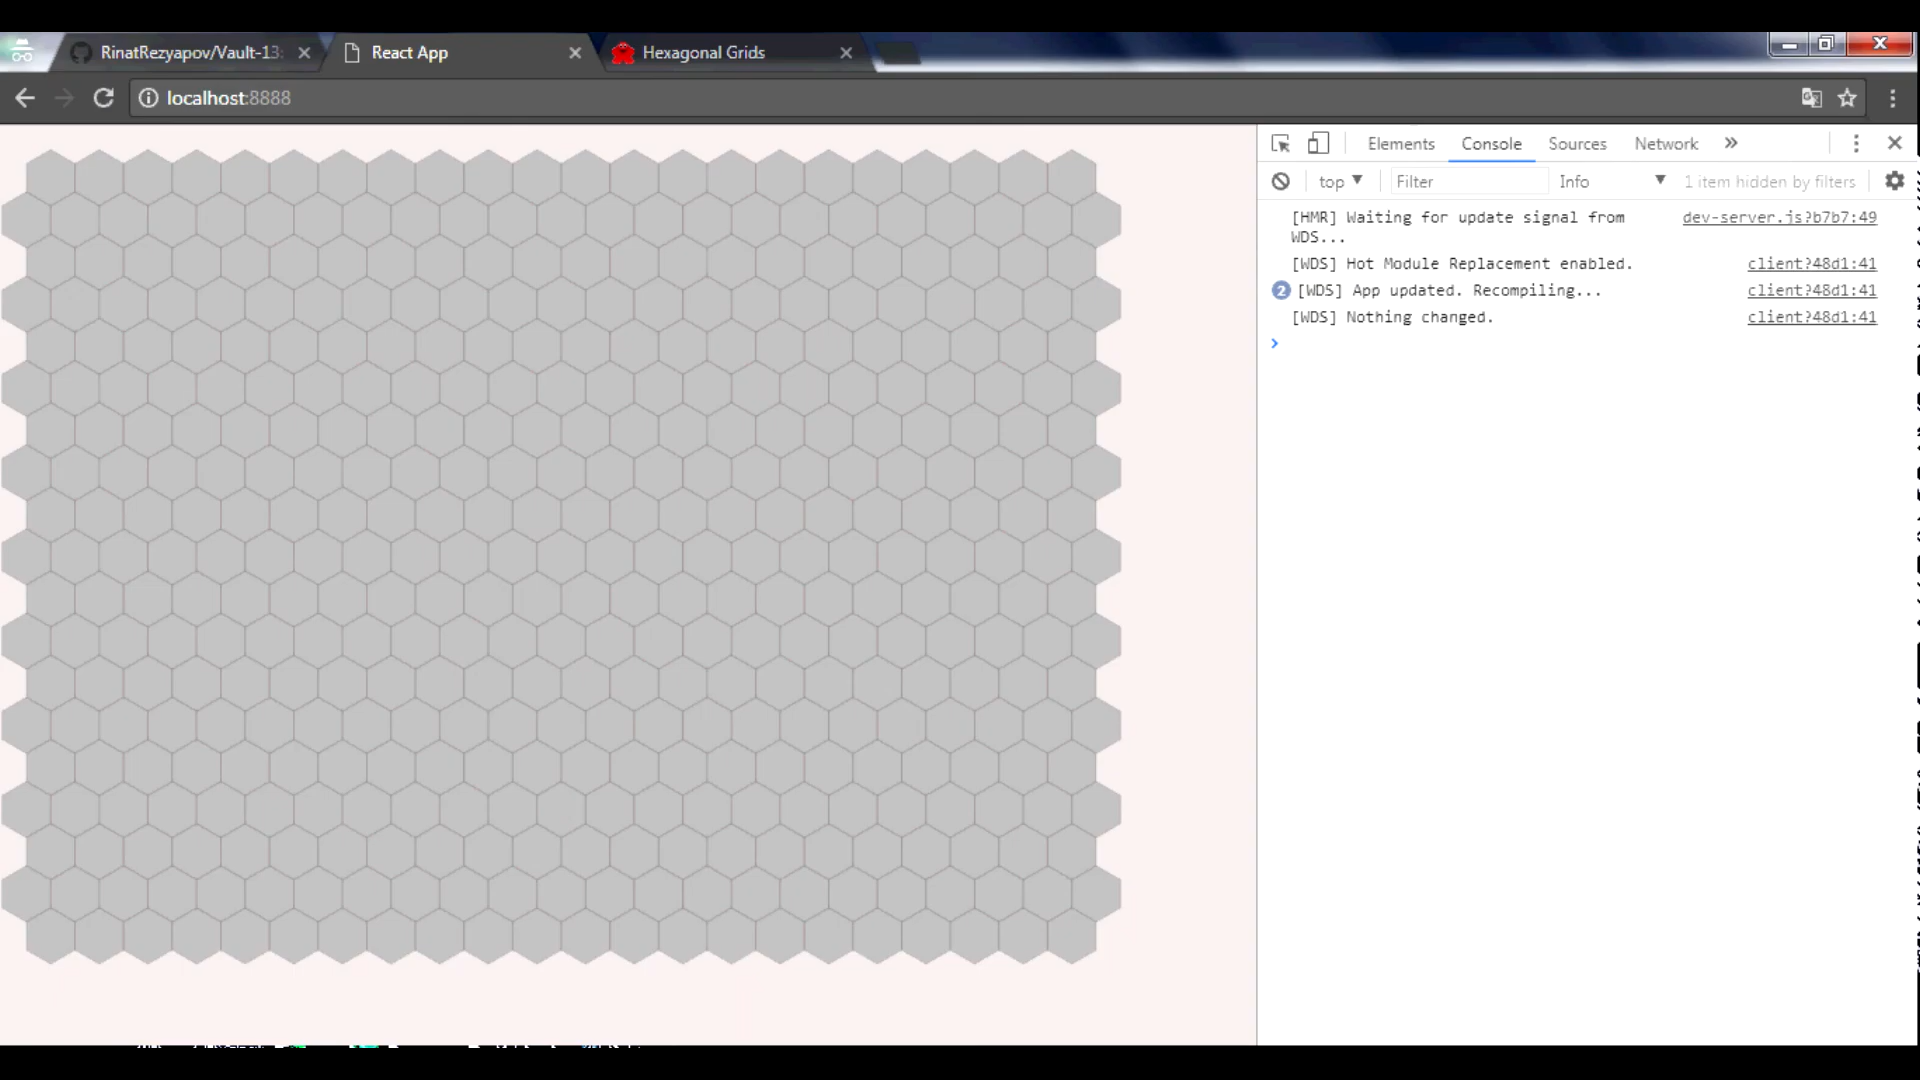 RinatRezyapov/Vault-13:
React App
Hexagonal Grids
localhost:8888
Elements Console Sources Network »
top Filter Info 1 item hidden by filters
[HMR] Waiting for update signal from WDS... dev-server.js?b7b7:49
[WDS] Hot Module Replacement enabled. client?48d1:41
2 [WDS] App updated. Recompiling... client?48d1:41
[WDS] Nothing changed. client?48d1:41